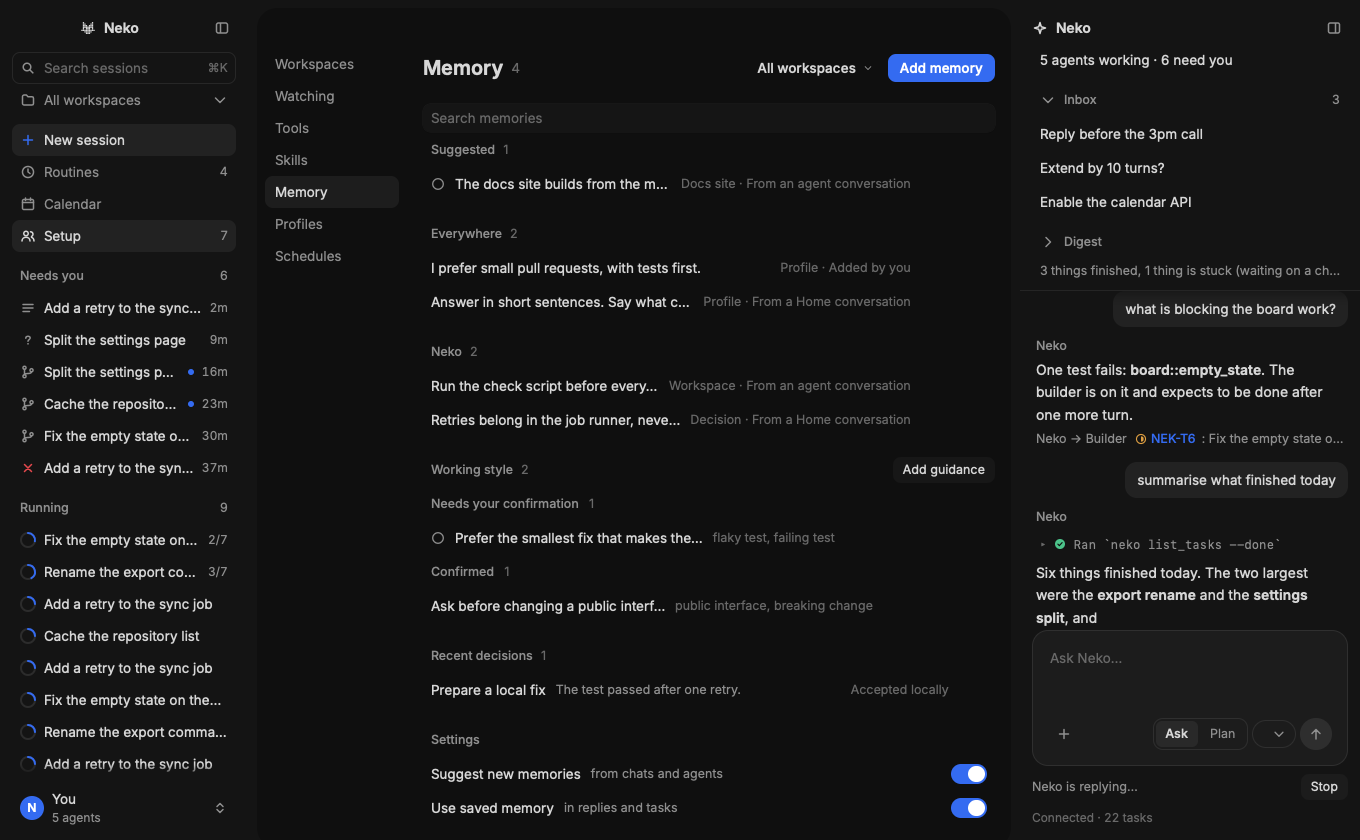 Neko
Search sessions ⌘K
All workspaces
New session
Routines 4
Calendar
Setup 7
Needs you 6
Add a retry to the sync... 2m
Split the settings page 9m
Split the settings p... 16m
Cache the reposito... 23m
Fix the empty state o... 30m
Add a retry to the syn... 37m
Running 9
Fix the empty state on... 2/7
Rename the export co... 3/7
Add a retry to the sync job
Cache the repository list
Add a retry to the sync job
Fix the empty state on the...
Rename the export comma...
Add a retry to the sync job
N
You
5 agents
Workspaces
Watching
Tools
Skills
Memory
Profiles
Schedules
Memory 4
All workspaces
Add memory
Search memories
Suggested 1
The docs site builds from the m... Docs site · From an agent conversation
Everywhere 2
I prefer small pull requests, with tests first. Profile · Added by you
Answer in short sentences. Say what c... Profile · From a Home conversation
Neko 2
Run the check script before every... Workspace · From an agent conversation
Retries belong in the job runner, neve... Decision · From a Home conversation
Working style 2
Add guidance
Needs your confirmation 1
Prefer the smallest fix that makes the... flaky test, failing test
Confirmed 1
Ask before changing a public interf... public interface, breaking change
Recent decisions 1
Prepare a local fix The test passed after one retry. Accepted locally
Settings
Suggest new memories from chats and agents
Use saved memory in replies and tasks
Neko
5 agents working · 6 need you
Inbox 3
Reply before the 3pm call
Extend by 10 turns?
Enable the calendar API
Digest
3 things finished, 1 thing is stuck (waiting on a ch...
what is blocking the board work?
Neko
One test fails: board::empty_state. The
builder is on it and expects to be done after
one more turn.
Neko → Builder NEK-T6 : Fix the empty state o...
summarise what finished today
Neko
Ran `neko list_tasks --done`
Six things finished today. The two largest
were the export rename and the settings
split, and
Ask Neko...
Ask Plan
Neko is replying...
Stop
Connected · 22 tasks